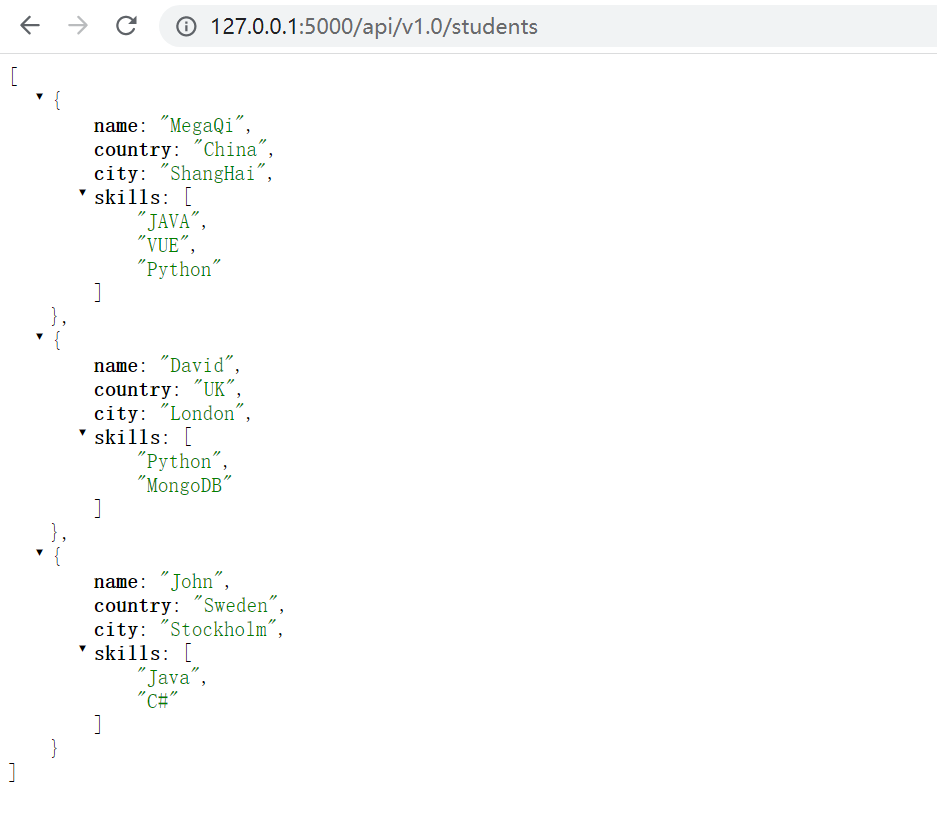 127.0.0.1:5000/api/v1.0/students
[
{
name: "MegaQi",
country: "China",
city: "ShangHai",
skills: [
"JAVA",
"VUE",
"Python"
]
},
{
name: "David",
country: "UK",
city: "London",
skills: [
"Python",
"MongoDB"
]
},
{
name: "John",
country: "Sweden",
city: "Stockholm",
skills: [
"Java",
"C#"
]
}
]